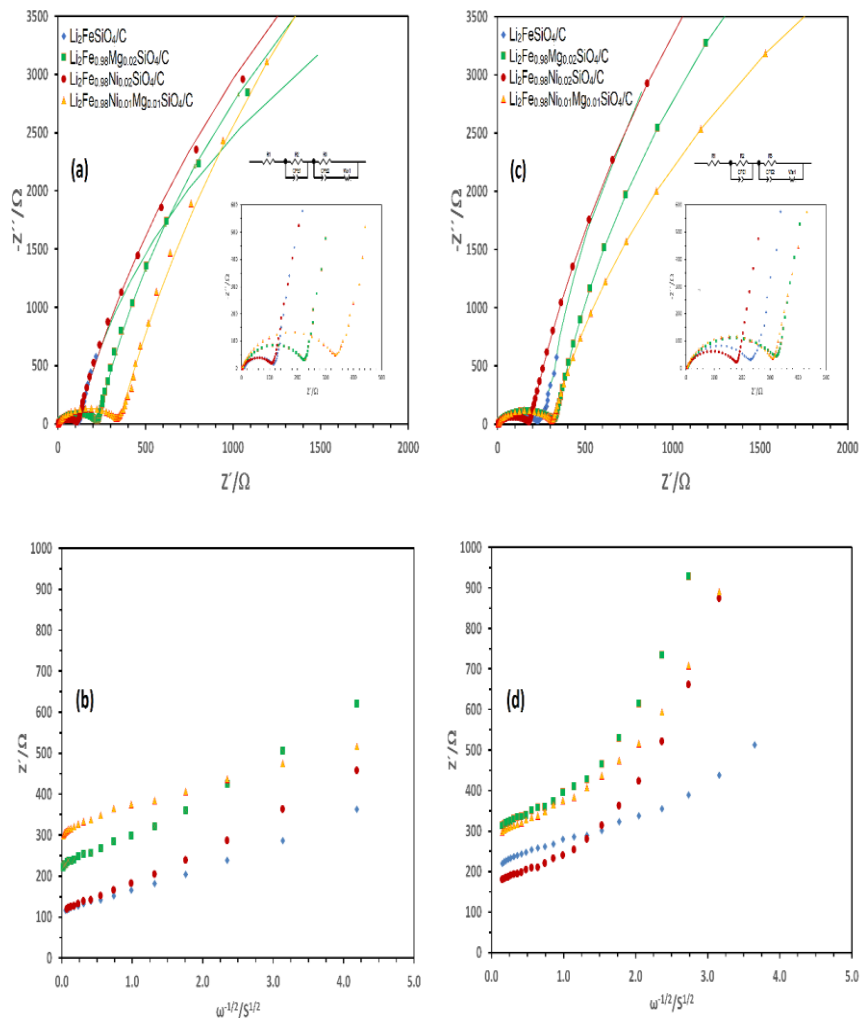 3500
3000
2500
2000
1500
1000
500
0
-Z´´/Ω
Li₂FeSiO₄/C
Li₂Fe₀.₉₈Mg₀.₀₂SiO₄/C
Li₂Fe₀.₉₈Ni₀.₀₂SiO₄/C
Li₂Fe₀.₉₈Ni₀.₀₁Mg₀.₀₁SiO₄/C
(a)
0 500 1000 1500 2000
Z´/Ω
3500
3000
2500
2000
1500
1000
500
0
-Z´´/Ω
Li₂FeSiO₄/C
Li₂Fe₀.₉₈Mg₀.₀₂SiO₄/C
Li₂Fe₀.₉₈Ni₀.₀₂SiO₄/C
Li₂Fe₀.₉₈Ni₀.₀₁Mg₀.₀₁SiO₄/C
(c)
0 500 1000 1500 2000
Z´/Ω
1000
900
800
700
600
500
400
300
200
100
0
z´/Ω
(b)
0.0 1.0 2.0 3.0 4.0 5.0
ω⁻¹/²/S¹/²
1000
900
800
700
600
500
400
300
200
100
0
z´/Ω
(d)
0.0 1.0 2.0 3.0 4.0 5.0
ω⁻¹/²/S¹/²